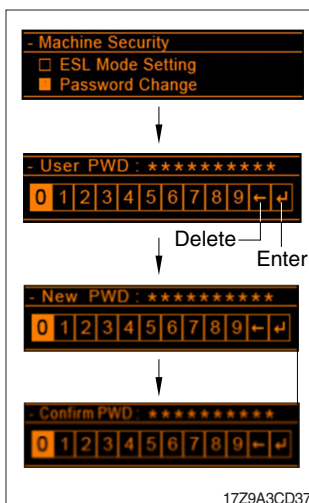 - Machine Security
□ ESL Mode Setting
■ Password Change
- User PWD : **********
0 1 2 3 4 5 6 7 8 9 ← ↵
Delete
Enter
- New PWD : **********
0 1 2 3 4 5 6 7 8 9 ← ↵
- Confirm PWD : **********
0 1 2 3 4 5 6 7 8 9 ← ↵
17Z9A3CD37